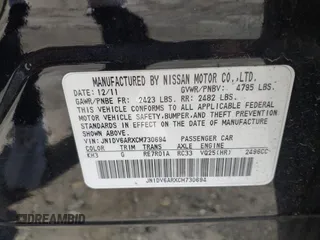 MANUFACTURED BY NISSAN MOTOR CO.,LTD.
DATE: 12/11 GVWR/PNBV: 4795 LBS.
GAWR/PNBE FR: 2423 LBS. RR: 2482 LBS.
THIS VEHICLE CONFORMS TO ALL APPLICABLE FEDERAL
MOTOR VEHICLE SAFETY,BUMPER,AND THEFT
PREVENTION STANDARDS IN EFFECT ON THE
DATE OF MANUFACTURE SHOWN ABOVE.
VIN:JN1DV6ARXCM730694 PASSENGER CAR
COLOR TRIM TRANS AXLE ENGINE
KH3 G RE7R01A RC33 VQ25(HR) 2496CC
JN1DV6ARXCM730694
EPARDMBID